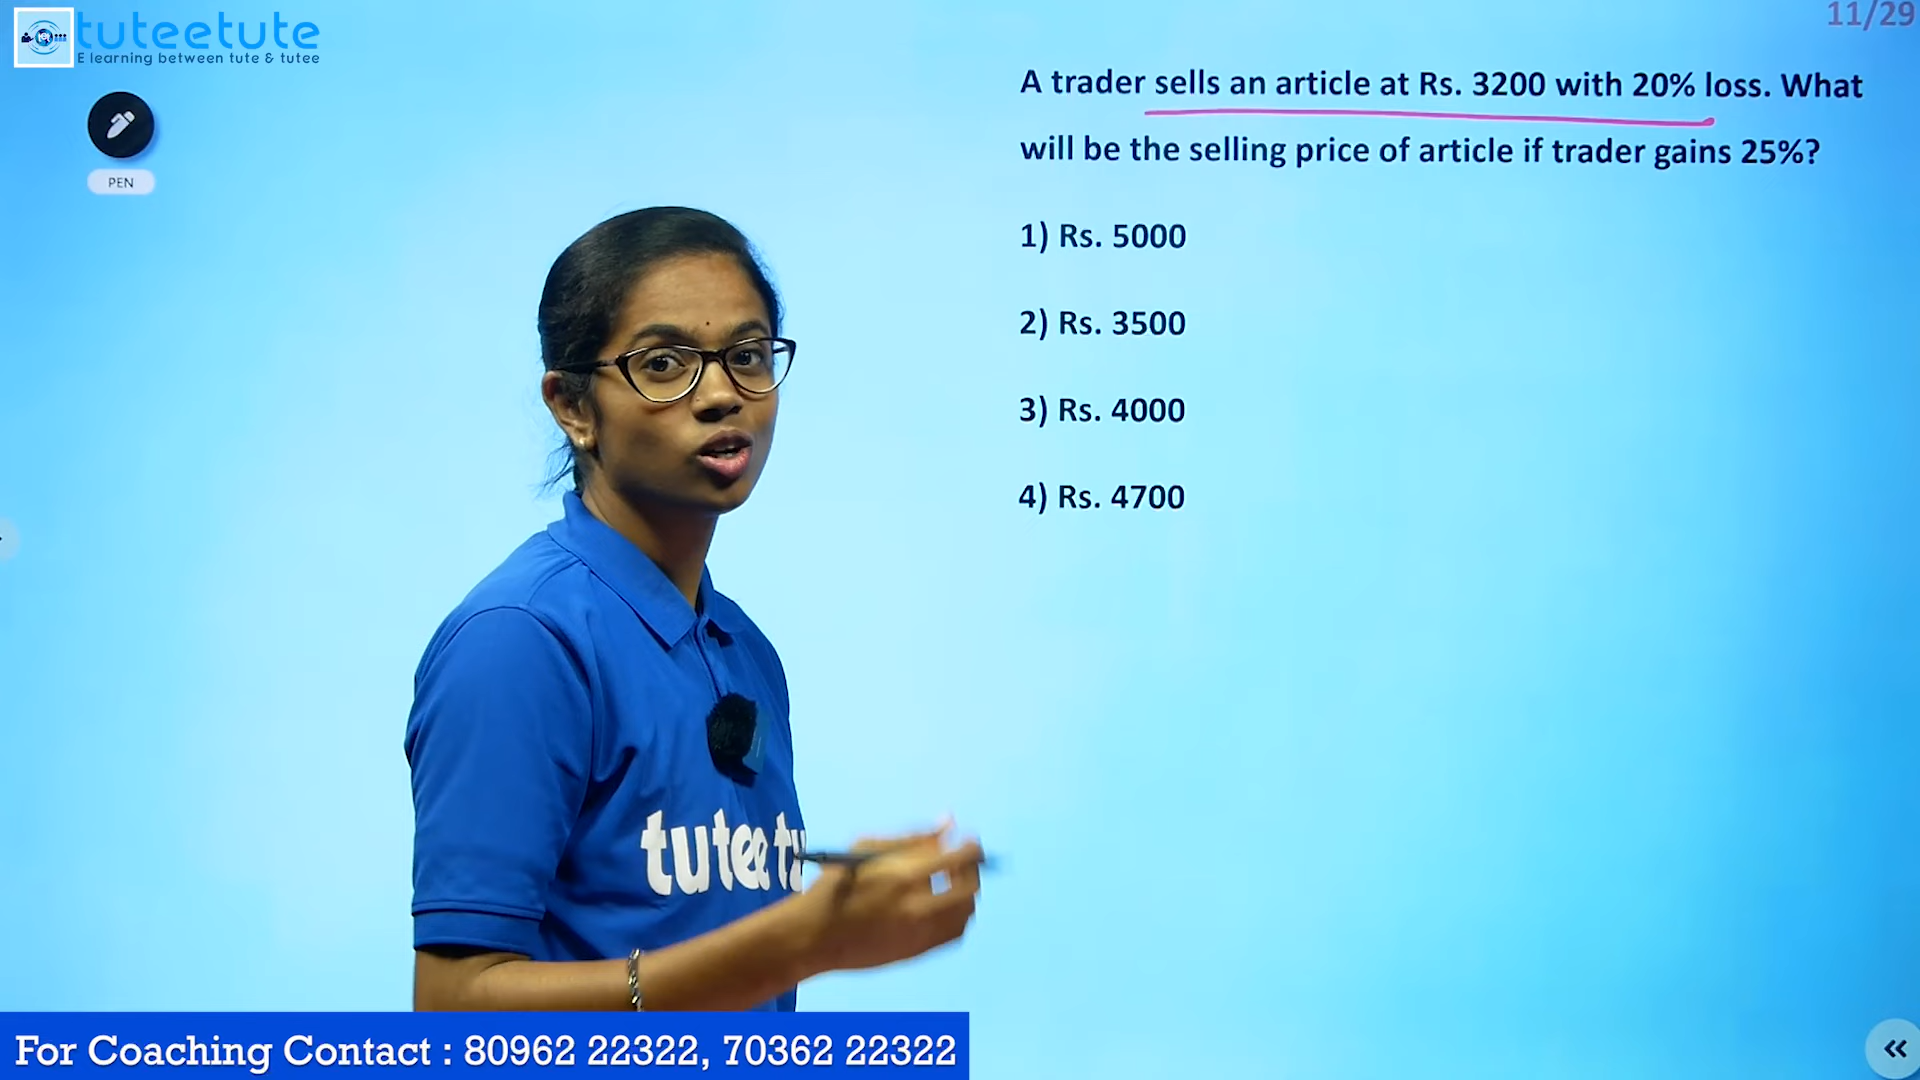 tuteetute
E learning between tute & tutee
11/29
PEN
A trader sells an article at Rs. 3200 with 20% loss. What
will be the selling price of article if trader gains 25%?
1) Rs. 5000
2) Rs. 3500
3) Rs. 4000
4) Rs. 4700
tutee tu
For Coaching Contact : 80962 22322, 70362 22322